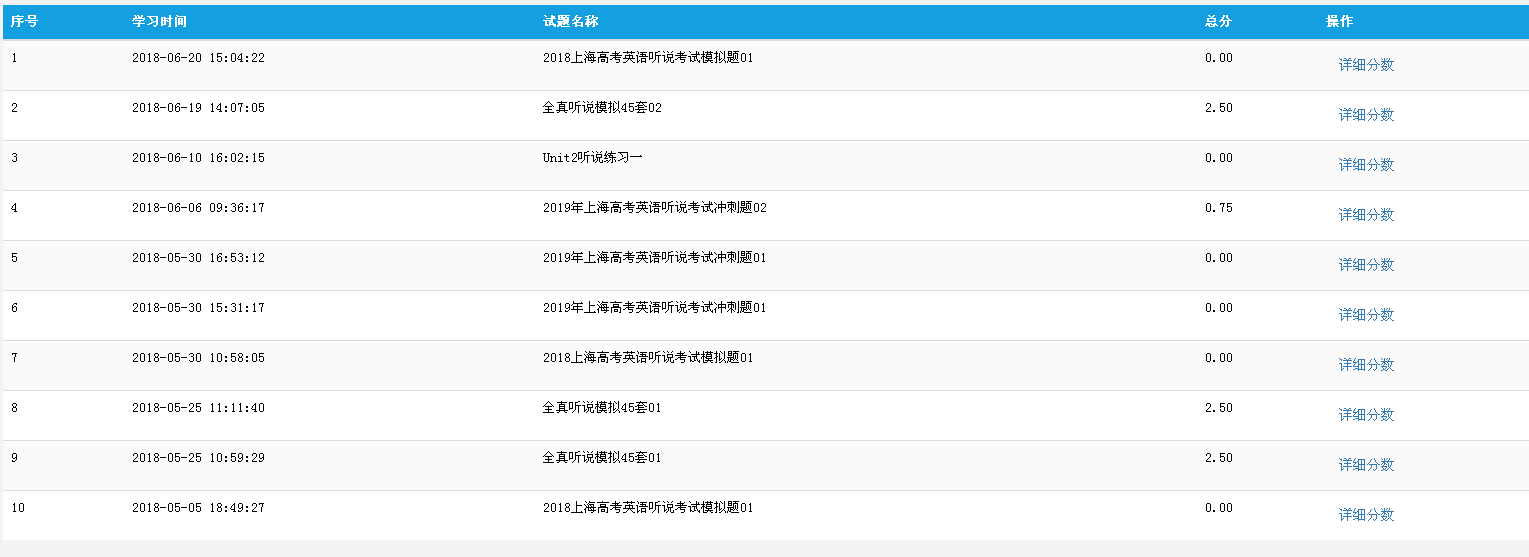 序号 学习时间 试题名称 总分 操作
1 2018-06-20 15:04:22 2018上海高考英语听说考试模拟题01 0.00 详细分数
2 2018-06-19 14:07:05 全真听说模拟45套02 2.50 详细分数
3 2018-06-10 16:02:15 Unit2听说练习一 0.00 详细分数
4 2018-06-06 09:36:17 2019年上海高考英语听说考试冲刺题02 0.75 详细分数
5 2018-05-30 16:53:12 2019年上海高考英语听说考试冲刺题01 0.00 详细分数
6 2018-05-30 15:31:17 2019年上海高考英语听说考试冲刺题01 0.00 详细分数
7 2018-05-30 10:58:05 2018上海高考英语听说考试模拟题01 0.00 详细分数
8 2018-05-25 11:11:40 全真听说模拟45套01 2.50 详细分数
9 2018-05-25 10:59:29 全真听说模拟45套01 2.50 详细分数
10 2018-05-05 18:49:27 2018上海高考英语听说考试模拟题01 0.00 详细分数